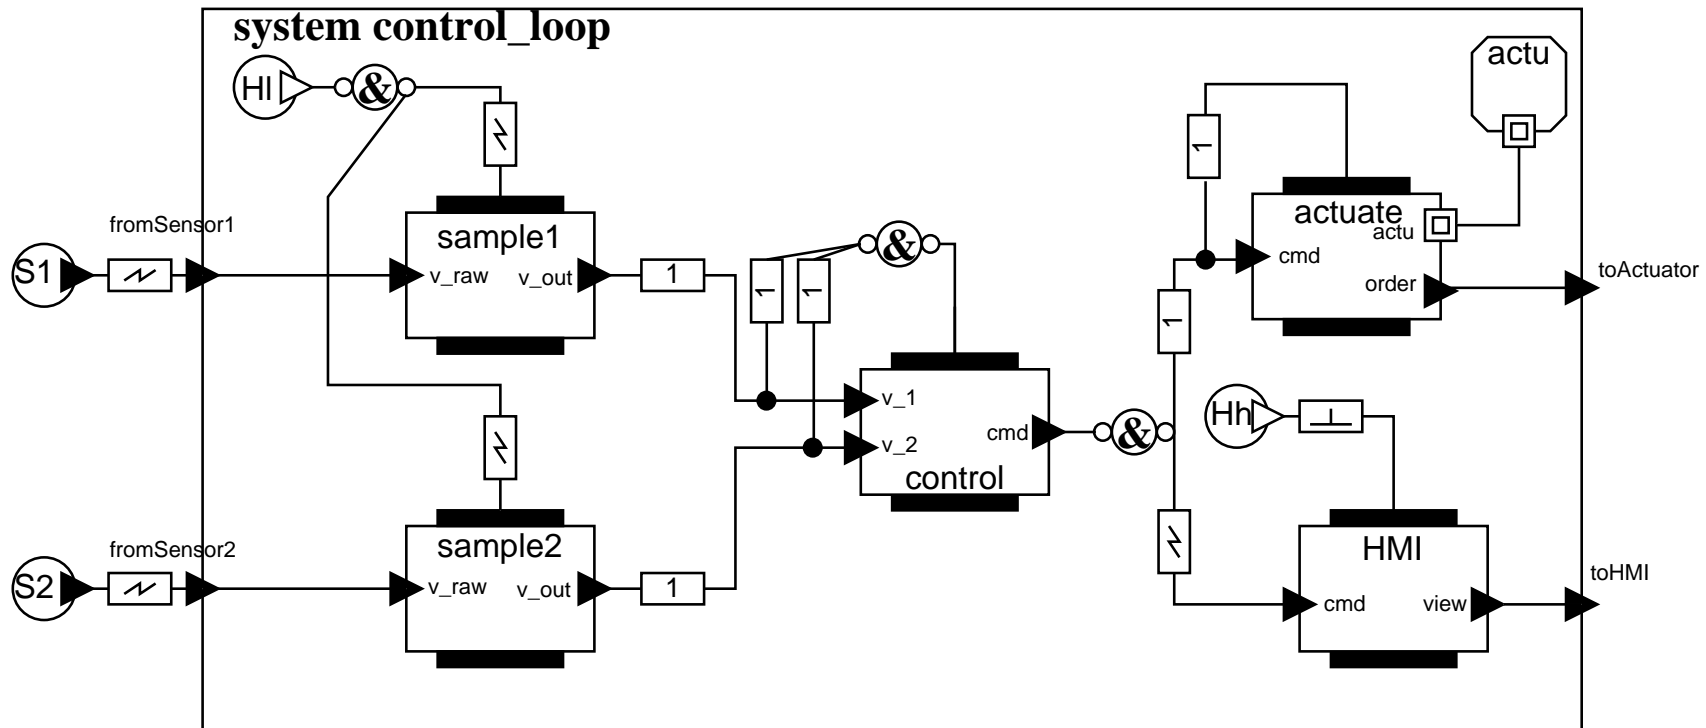 system control_loop
HI
&
actu
1
fromSensor1
S1
sample1
v_raw
v_out
1
1
1
&
actuate
actu
cmd
order
toActuator
1
v_1
v_2
cmd
control
&
Hh
fromSensor2
S2
sample2
v_raw
v_out
1
HMI
cmd
view
toHMI